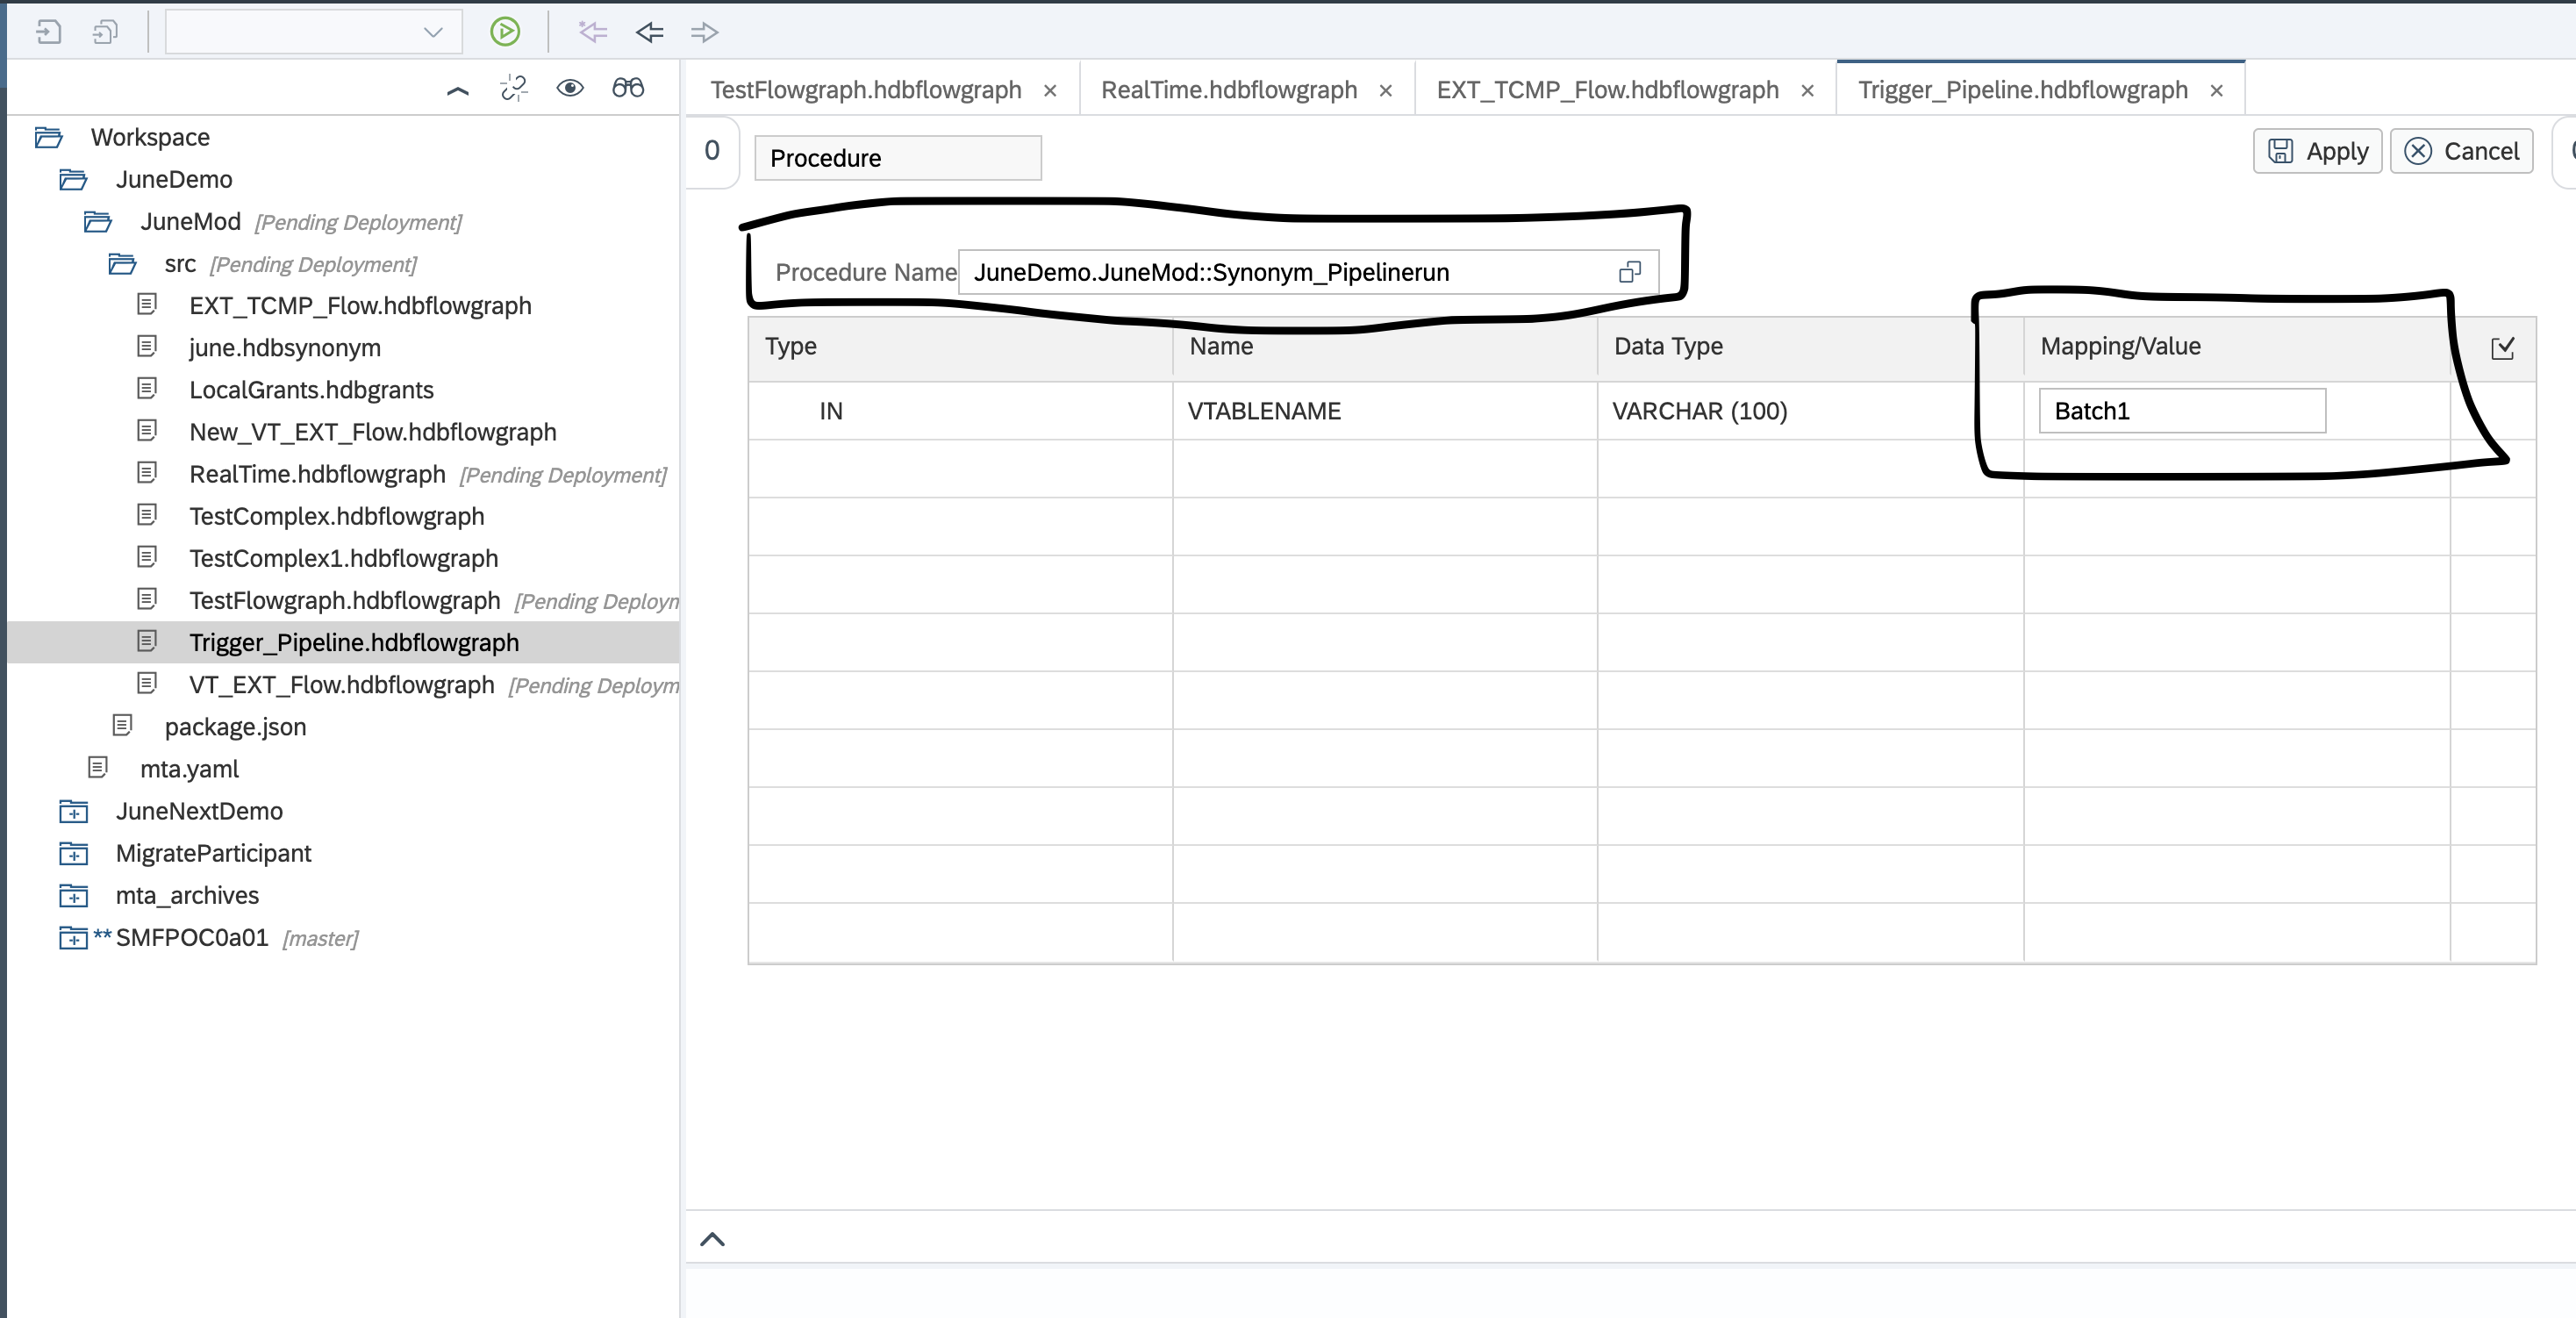 TestFlowgraph.hdbflowgraph
RealTime.hdbflowgraph
EXT_TCMP_Flow.hdbflowgraph
Trigger_Pipeline.hdbflowgraph
Workspace
JuneDemo
JuneMod [Pending Deployment]
src [Pending Deployment]
EXT_TCMP_Flow.hdbflowgraph
june.hdbsynonym
LocalGrants.hdbgrants
New_VT_EXT_Flow.hdbflowgraph
RealTime.hdbflowgraph [Pending Deployment]
TestComplex.hdbflowgraph
TestComplex1.hdbflowgraph
TestFlowgraph.hdbflowgraph [Pending Deployn
Trigger_Pipeline.hdbflowgraph
VT_EXT_Flow.hdbflowgraph [Pending Deploym
package.json
mta.yaml
JuneNextDemo
MigrateParticipant
mta_archives
** SMFPOC0a01 [master]
0
Procedure
Apply
Cancel
Procedure Name JuneDemo.JuneMod::Synonym_Pipelinerun
Type Name Data Type Mapping/Value
IN VTABLENAME VARCHAR (100) Batch1